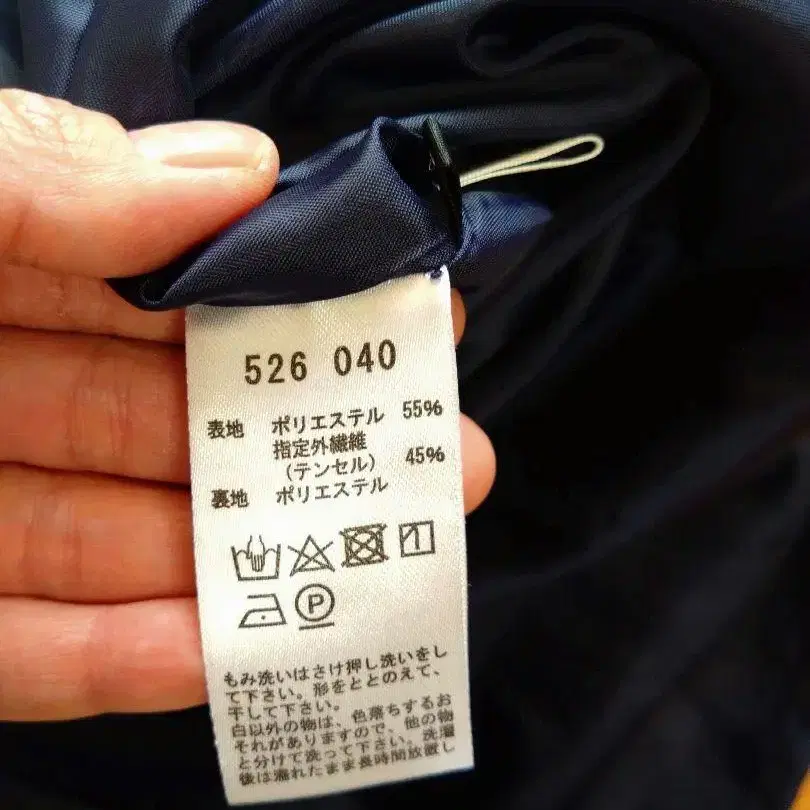 526 040
表地 ポリエステル 55%
指定外繊維
(テンセル) 45%
裏地 ポリエステル
P
もみ洗いはさけ押し洗いをし
て下さい。形をととのえて、
干して下さい。
白以外の物は、色落ちするお
それがありますので、他の物
と分けて洗って下さい。洗濯
後は濡れたまま長時間放置し